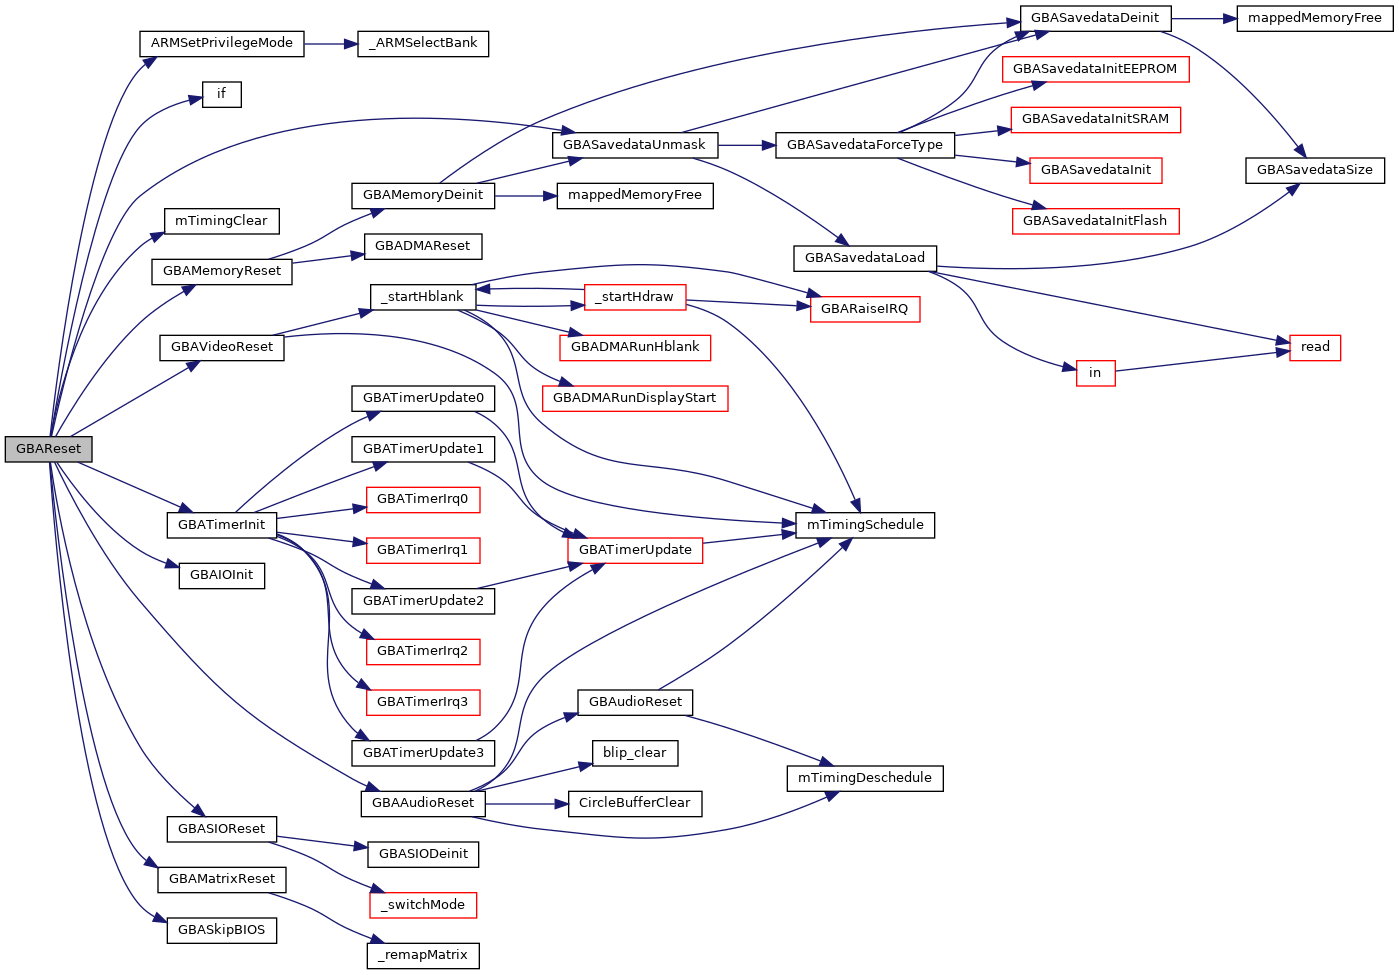 GBASavedataDeinit
mappedMemoryFree
ARMSetPrivilegeMode
_ARMSelectBank
GBASavedataInitEEPROM
if
GBASavedataInitSRAM
GBASavedataUnmask
GBASavedataForceType
GBASavedataInit
GBASavedataSize
GBAMemoryDeinit
mappedMemoryFree
mTimingClear
GBASavedataInitFlash
GBADMAReset
GBASavedataLoad
GBAMemoryReset
_startHblank
_startHdraw
GBARaiseIRQ
GBAVideoReset
GBADMARunHblank
read
in
GBATimerUpdate0
GBADMARunDisplayStart
GBAReset
GBATimerUpdate1
GBATimerIrq0
GBATimerInit
mTimingSchedule
GBATimerIrq1
GBATimerUpdate
GBAIOInit
GBATimerUpdate2
GBATimerIrq2
GBATimerIrq3
GBAudioReset
GBATimerUpdate3
blip_clear
mTimingDeschedule
GBAAudioReset
CircleBufferClear
GBASIOReset
GBASIODeinit
GBAMatrixReset
_switchMode
GBASkipBIOS
_remapMatrix